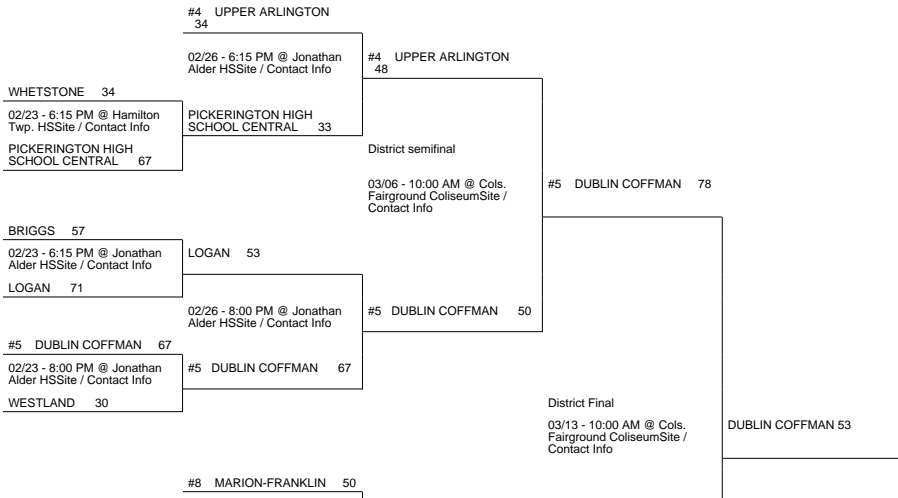 #4 UPPER ARLINGTON
34
02/26 - 6:15 PM @ Jonathan
Alder HSSite / Contact Info
#4 UPPER ARLINGTON
48
WHETSTONE 34
02/23 - 6:15 PM @ Hamilton
Twp. HSSite / Contact Info
PICKERINGTON HIGH
SCHOOL CENTRAL 33
PICKERINGTON HIGH
SCHOOL CENTRAL 67
District semifinal
03/06 - 10:00 AM @ Cols.
Fairground ColiseumSite /
Contact Info
#5 DUBLIN COFFMAN 78
BRIGGS 57
02/23 - 6:15 PM @ Jonathan
Alder HSSite / Contact Info
LOGAN 53
LOGAN 71
02/26 - 8:00 PM @ Jonathan
Alder HSSite / Contact Info
#5 DUBLIN COFFMAN 50
#5 DUBLIN COFFMAN 67
02/23 - 8:00 PM @ Jonathan
Alder HSSite / Contact Info
#5 DUBLIN COFFMAN 67
WESTLAND 30
District Final
03/13 - 10:00 AM @ Cols.
Fairground ColiseumSite /
Contact Info
DUBLIN COFFMAN 53
#8 MARION-FRANKLIN 50